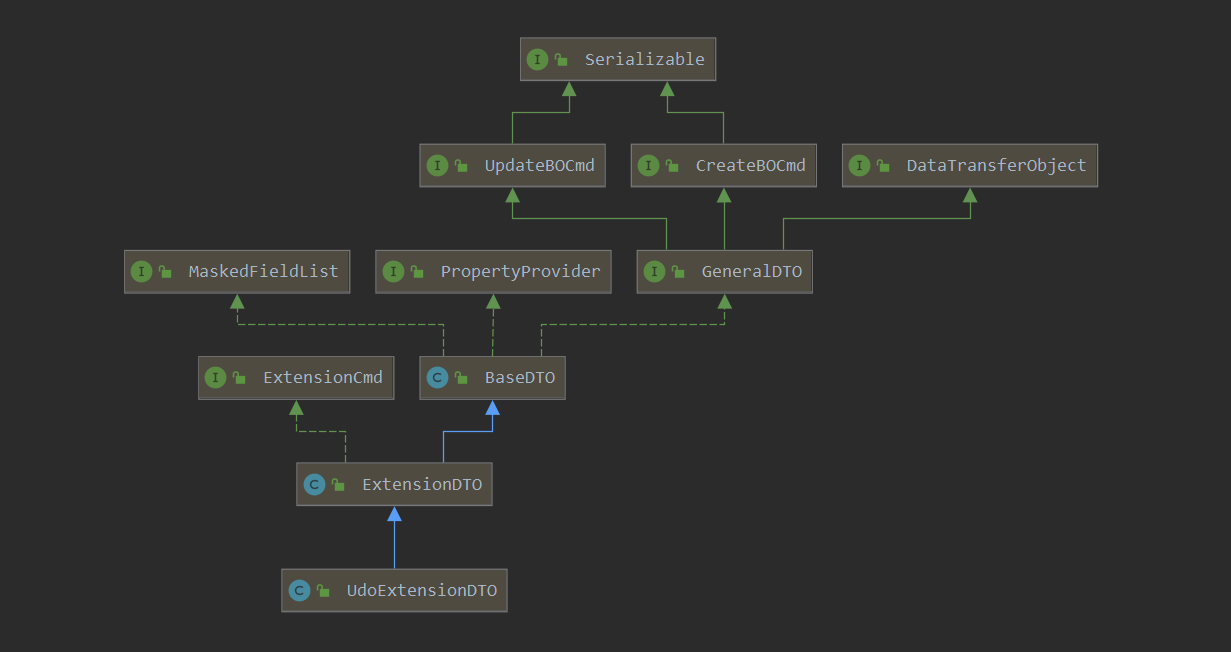 I Serializable
I UpdateBOCmd
I CreateBOCmd
I DataTransferObject
I MaskedFieldList
I PropertyProvider
I GeneralDTO
I ExtensionCmd
C BaseDTO
C ExtensionDTO
C UdoExtensionDTO